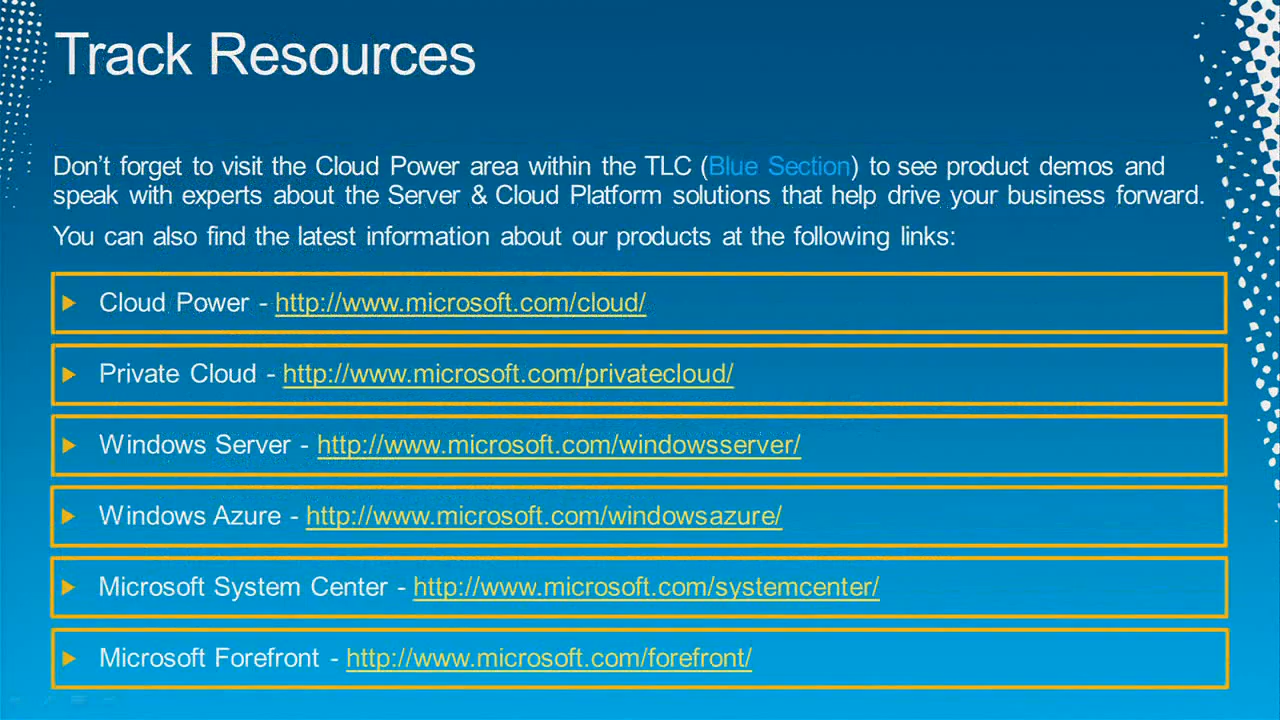 Track Resources
Don't forget to visit the Cloud Power area within the TLC (Blue Section) to see product demos and
speak with experts about the Server & Cloud Platform solutions that help drive your business forward.
You can also find the latest information about our products at the following links:
Cloud Power - http://www.microsoft.com/cloud/
Private Cloud - http://www.microsoft.com/privatecloud/
Windows Server - http://www.microsoft.com/windowsserver/
Windows Azure - http://www.microsoft.com/windowsazure/
Microsoft System Center - http://www.microsoft.com/systemcenter/
Microsoft Forefront - http://www.microsoft.com/forefront/